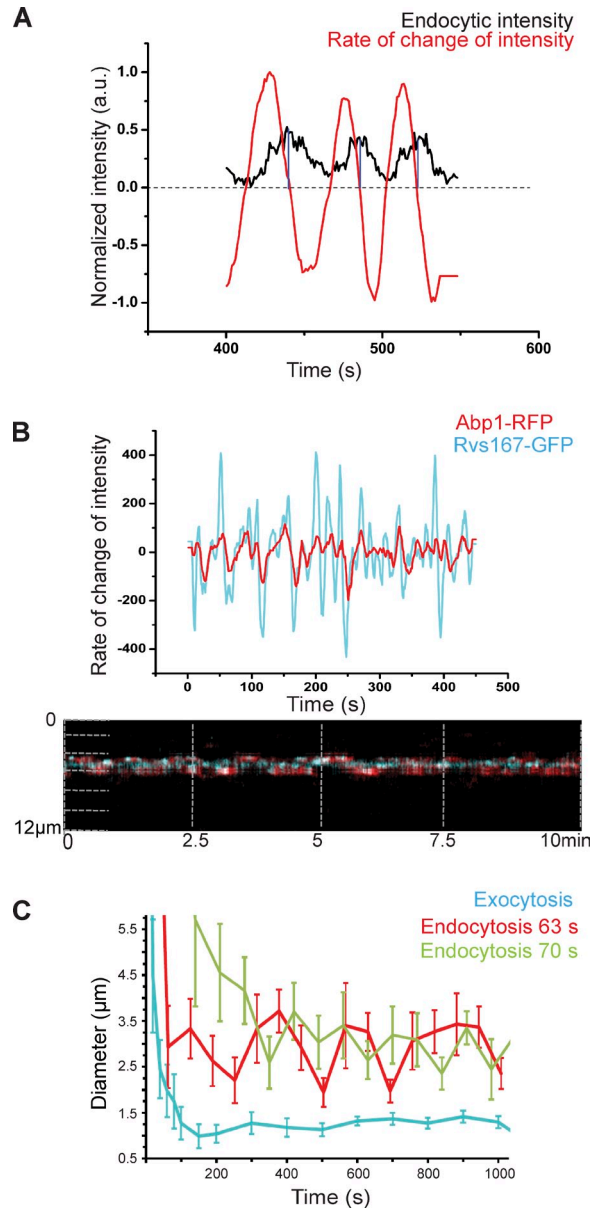 A
Endocytic intensity
Rate of change of intensity
Normalized intensity (a.u.)
1.0
0.5
0.0
-0.5
-1.0
400
500
600
Time (s)
B
Abp1-RFP
Rvs167-GFP
Rate of change of intensity
400
200
0
-200
-400
0
100
200
300
400
500
Time (s)
0
12µm
0
2.5
5
7.5
10min
C
Exocytosis
Endocytosis 63 s
Endocytosis 70 s
Diameter (µm)
5.5
4.5
3.5
2.5
1.5
0.5
200
400
600
800
1000
Time (s)